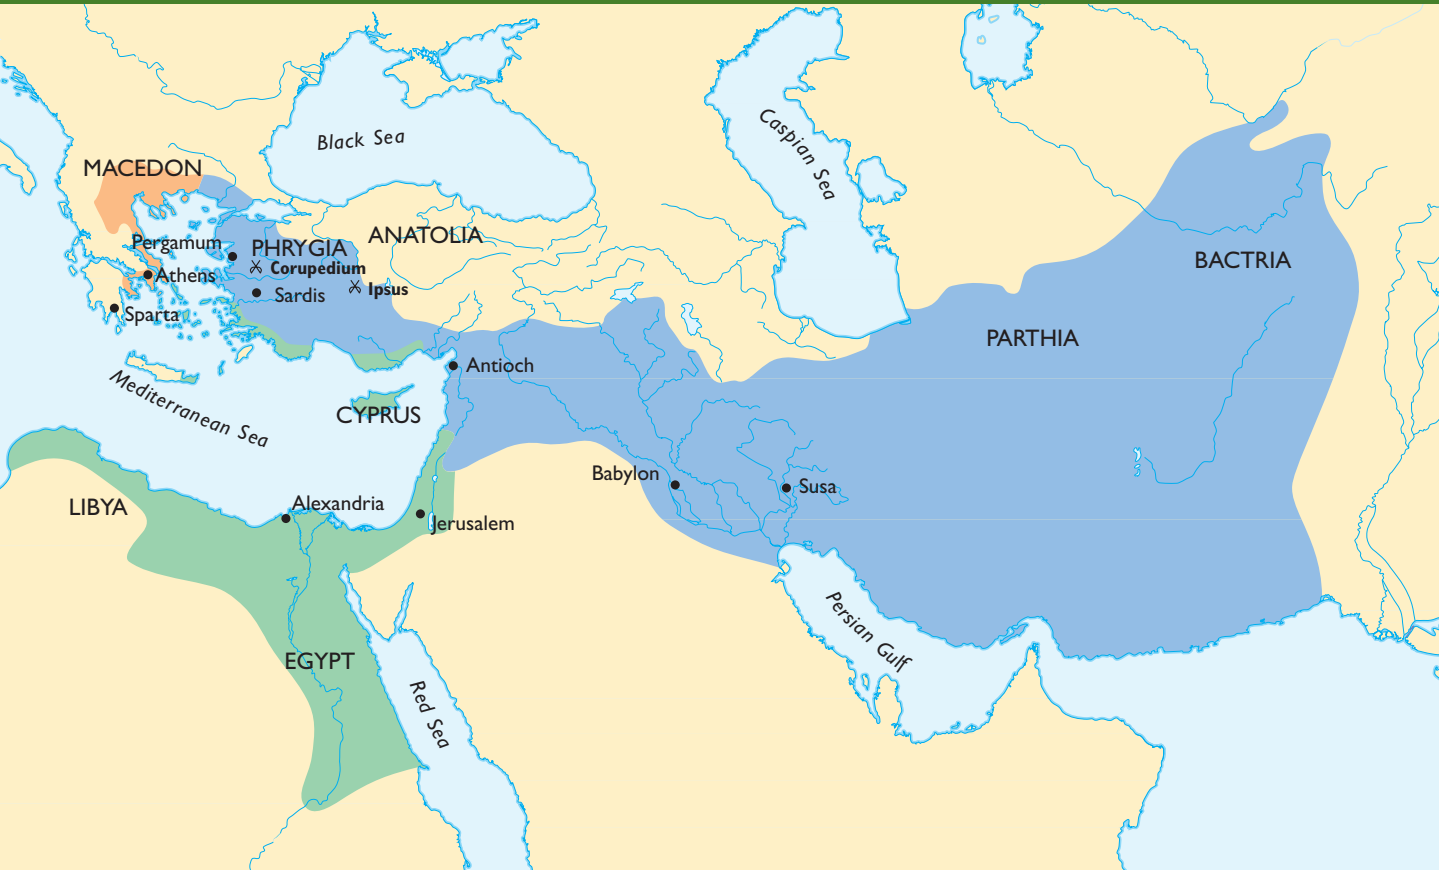 Black Sea
Caspian Sea
MACEDON
ANATOLIA
Pergamum
PHRYGIA
BACTRIA
Corupedium
Athens
Ipsus
Sardis
Sparta
PARTHIA
Antioch
Mediterranean Sea
CYPRUS
Babylon
Susa
LIBYA
Alexandria
Jerusalem
Persian Gulf
EGYPT
Red Sea